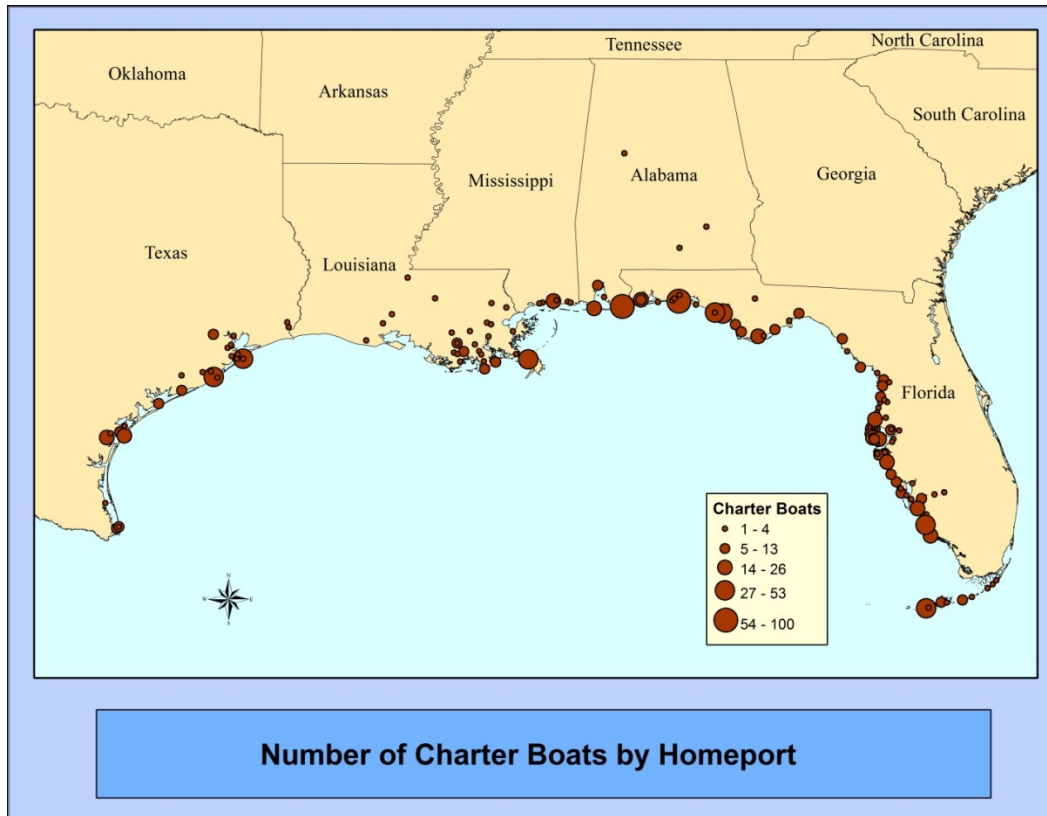 Tennessee
North Carolina
Oklahoma
Arkansas
South Carolina
Mississippi
Alabama
Georgia
Texas
Louisiana
Florida
Charter Boats
1 - 4
5 - 13
14 - 26
27 - 53
54 - 100
N
W
E
S
Number of Charter Boats by Homeport